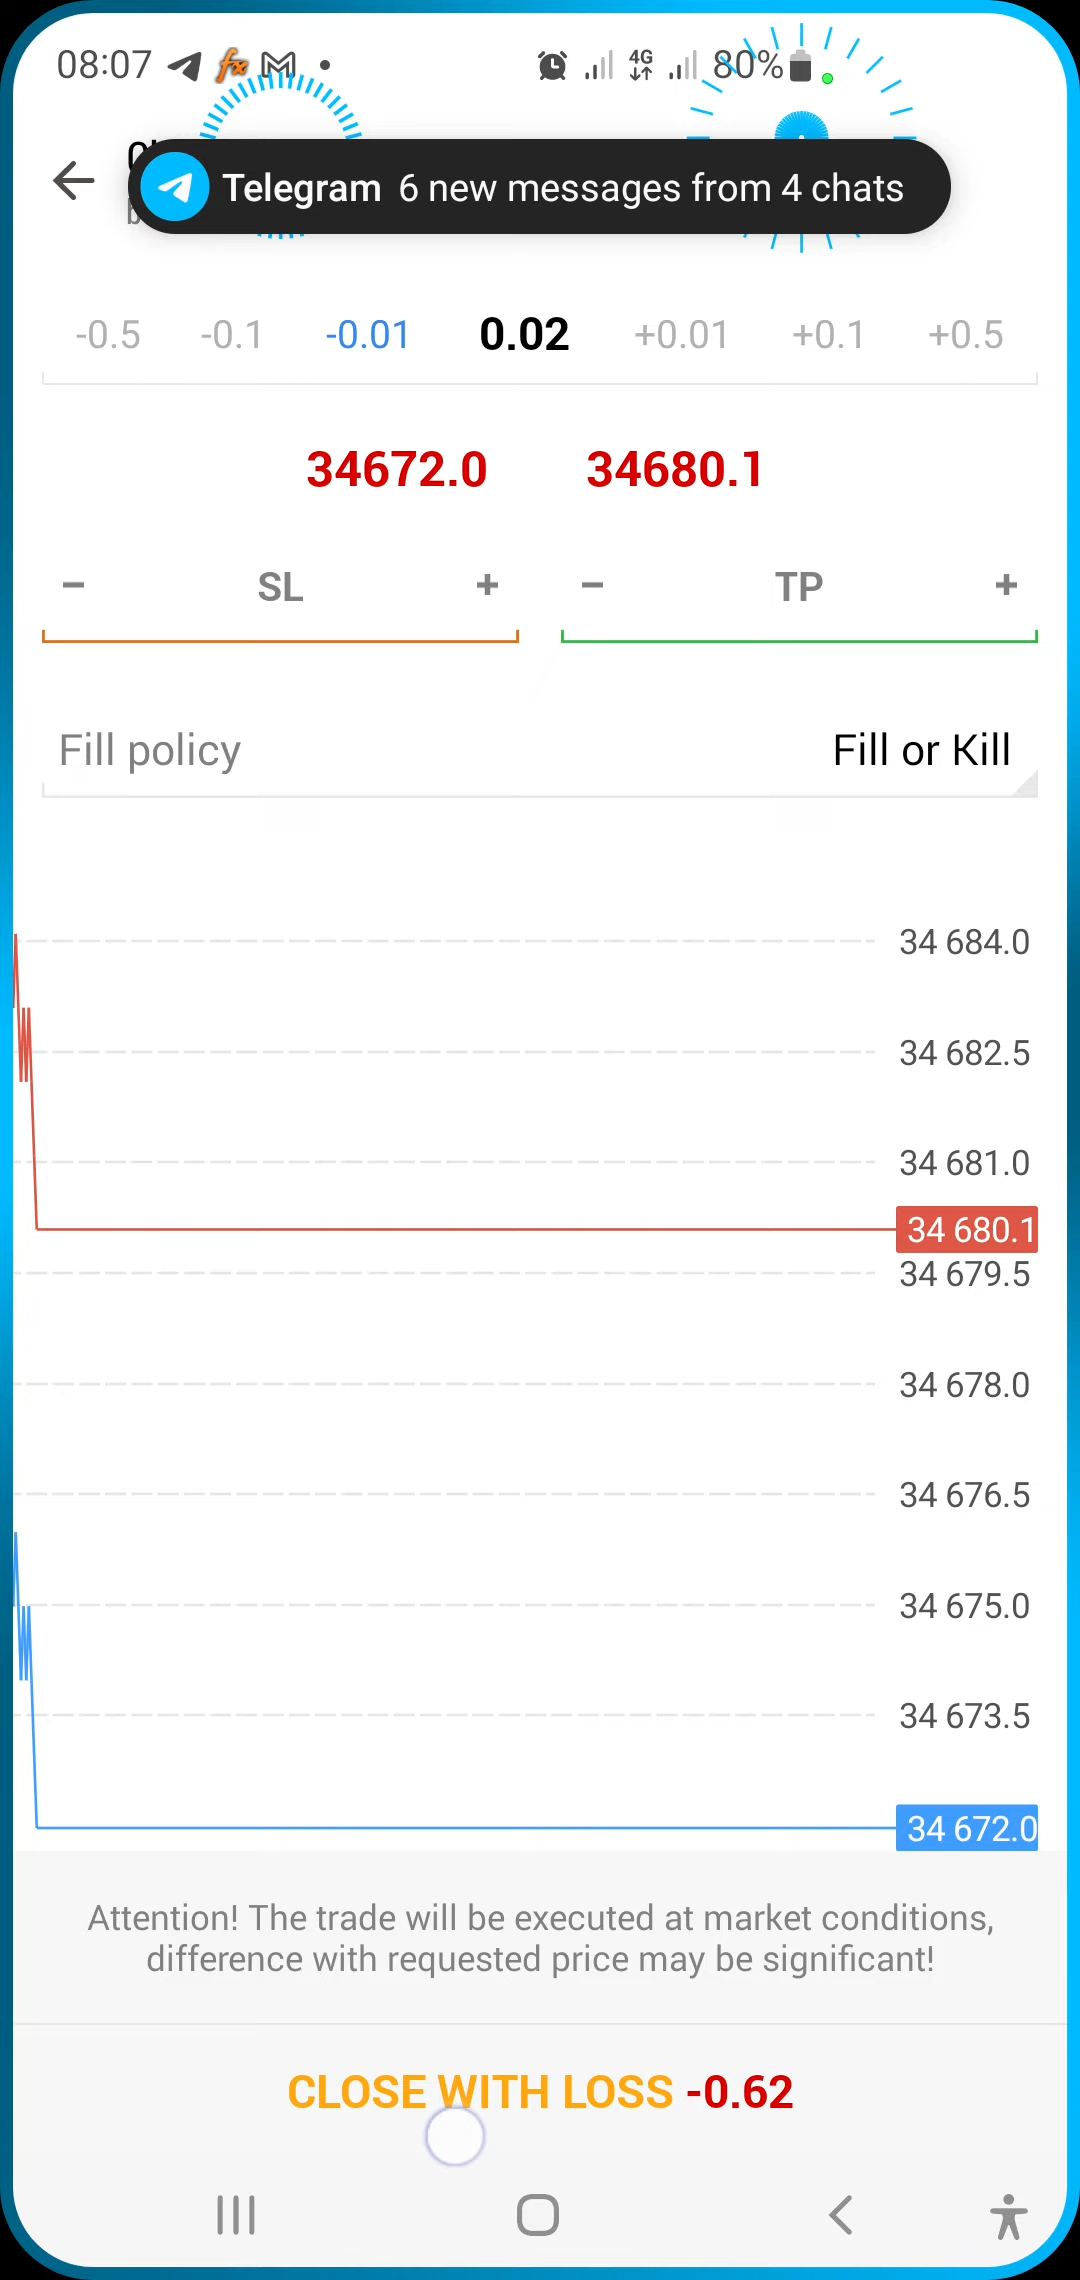 08:07 4G 80%
Telegram 6 new messages from 4 chats
-0.5 -0.1 -0.01 0.02 +0.01 +0.1 +0.5
34672.0 34680.1
− SL + − TP +
Fill policy Fill or Kill
34 684.0
34 682.5
34 681.0
34 680.1
34 679.5
34 678.0
34 676.5
34 675.0
34 673.5
34 672.0
Attention! The trade will be executed at market conditions,
difference with requested price may be significant!
CLOSE WITH LOSS -0.62